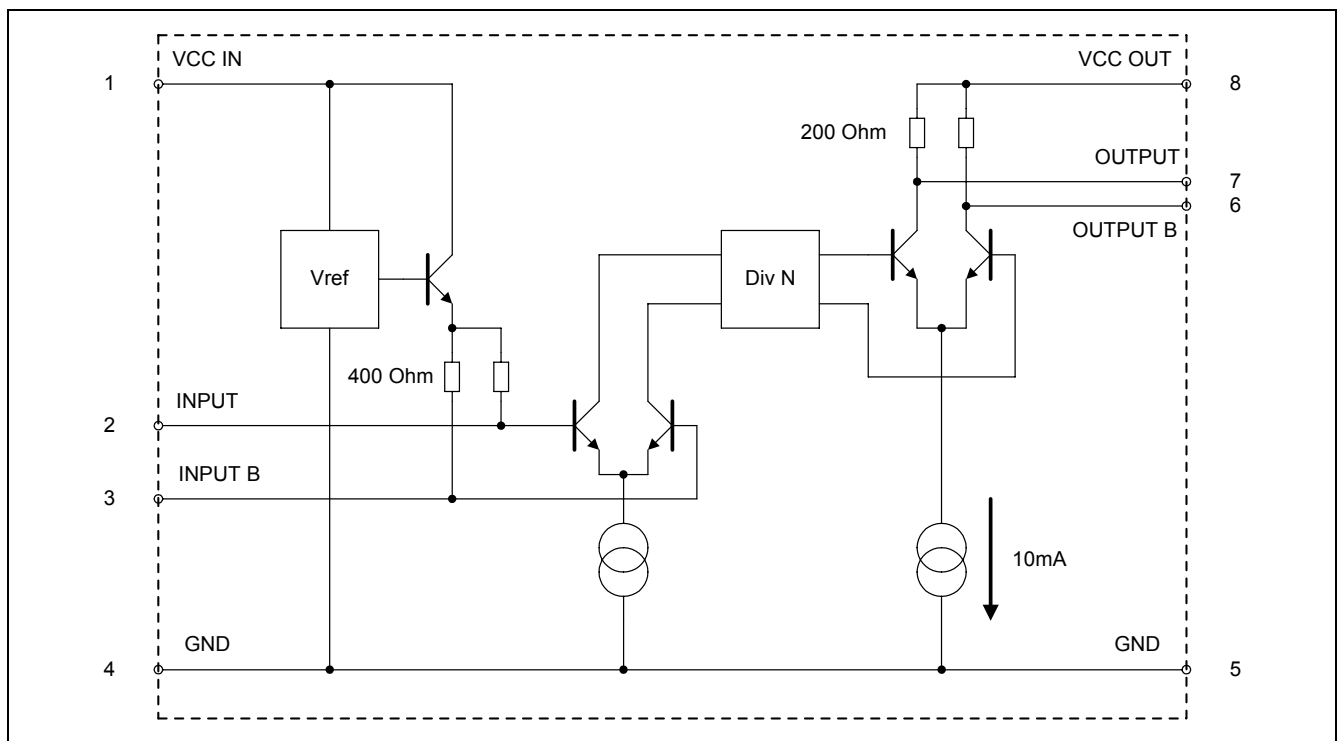 VCC IN
VCC OUT
1
8
200 Ohm
OUTPUT
7
6
OUTPUT B
Vref
Div N
400 Ohm
INPUT
2
INPUT B
3
10mA
GND
GND
4
5